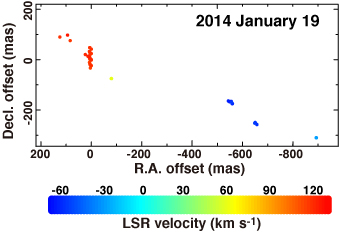 2014 January 19
Decl. offset (mas)
200
0
-200
200 0 -200 -400 -600 -800
R.A. offset (mas)
-60 -30 0 30 60 90 120
LSR velocity (km s-1)